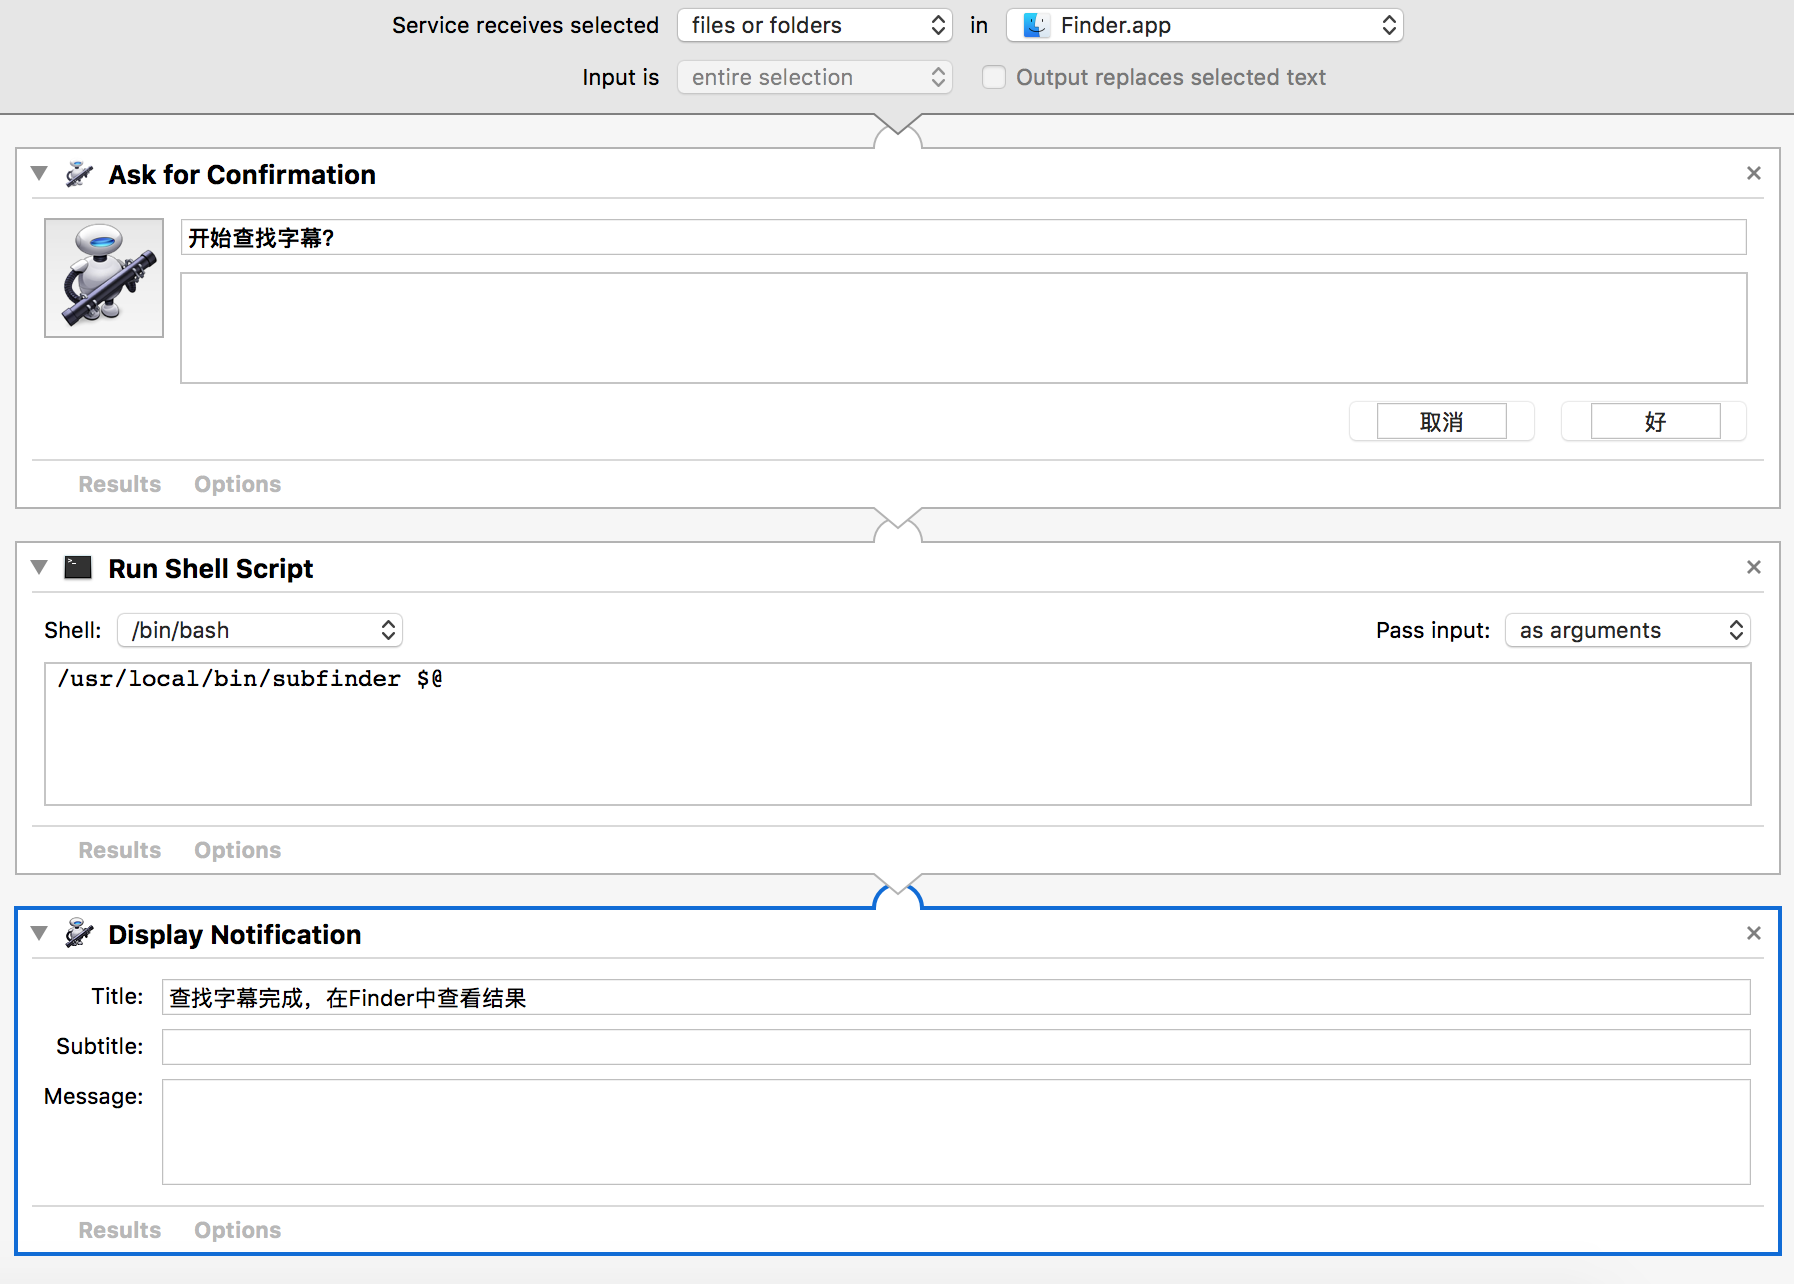 Service receives selected files or folders in Finder.app
Input is entire selection Output replaces selected text
Ask for Confirmation
开始查找字幕?
取消 好
Results Options
Run Shell Script
Shell: /bin/bash Pass input: as arguments
/usr/local/bin/subfinder $@
Results Options
Display Notification
Title: 查找字幕完成，在Finder中查看结果
Subtitle:
Message:
Results Options